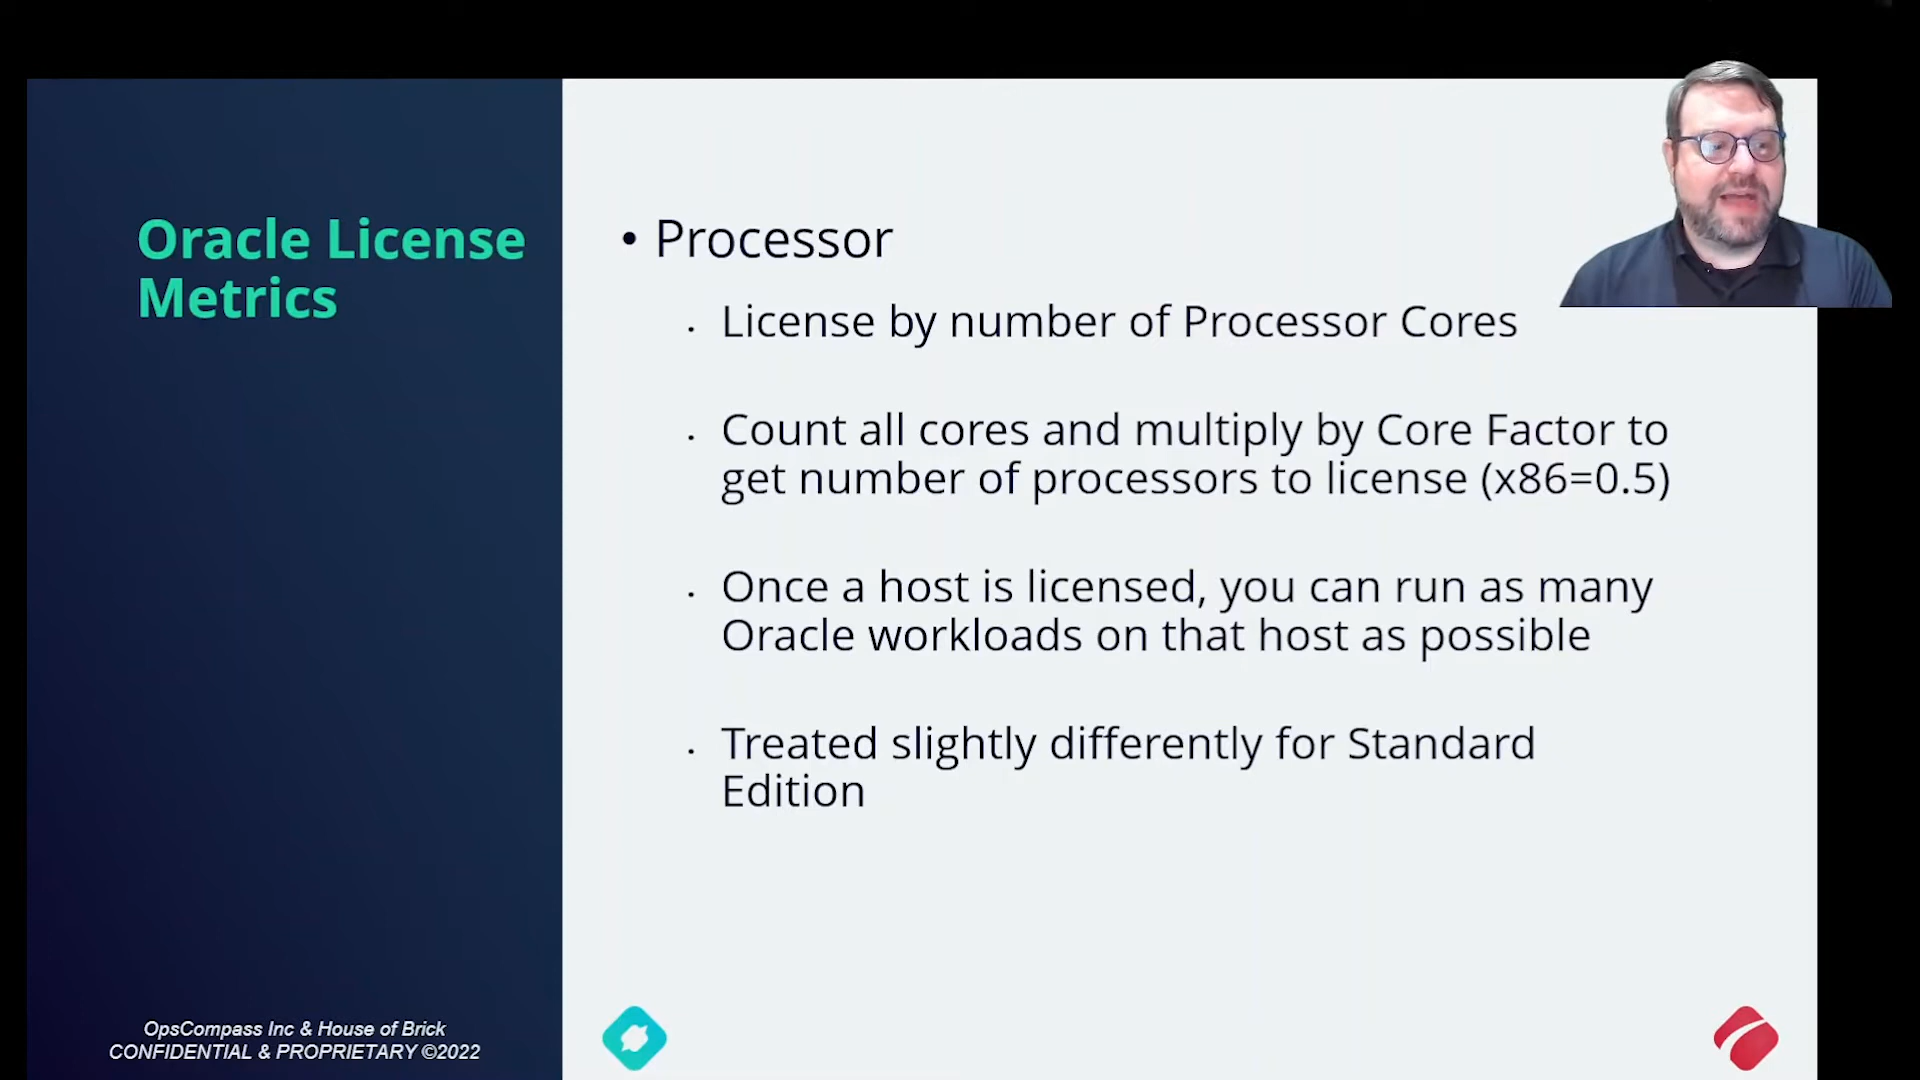 Oracle License
Metrics
• Processor
. License by number of Processor Cores
. Count all cores and multiply by Core Factor to
get number of processors to license (x86=0.5)
. Once a host is licensed, you can run as many
Oracle workloads on that host as possible
. Treated slightly differently for Standard
Edition
OpsCompass Inc & House of Brick
CONFIDENTIAL & PROPRIETARY ©2022